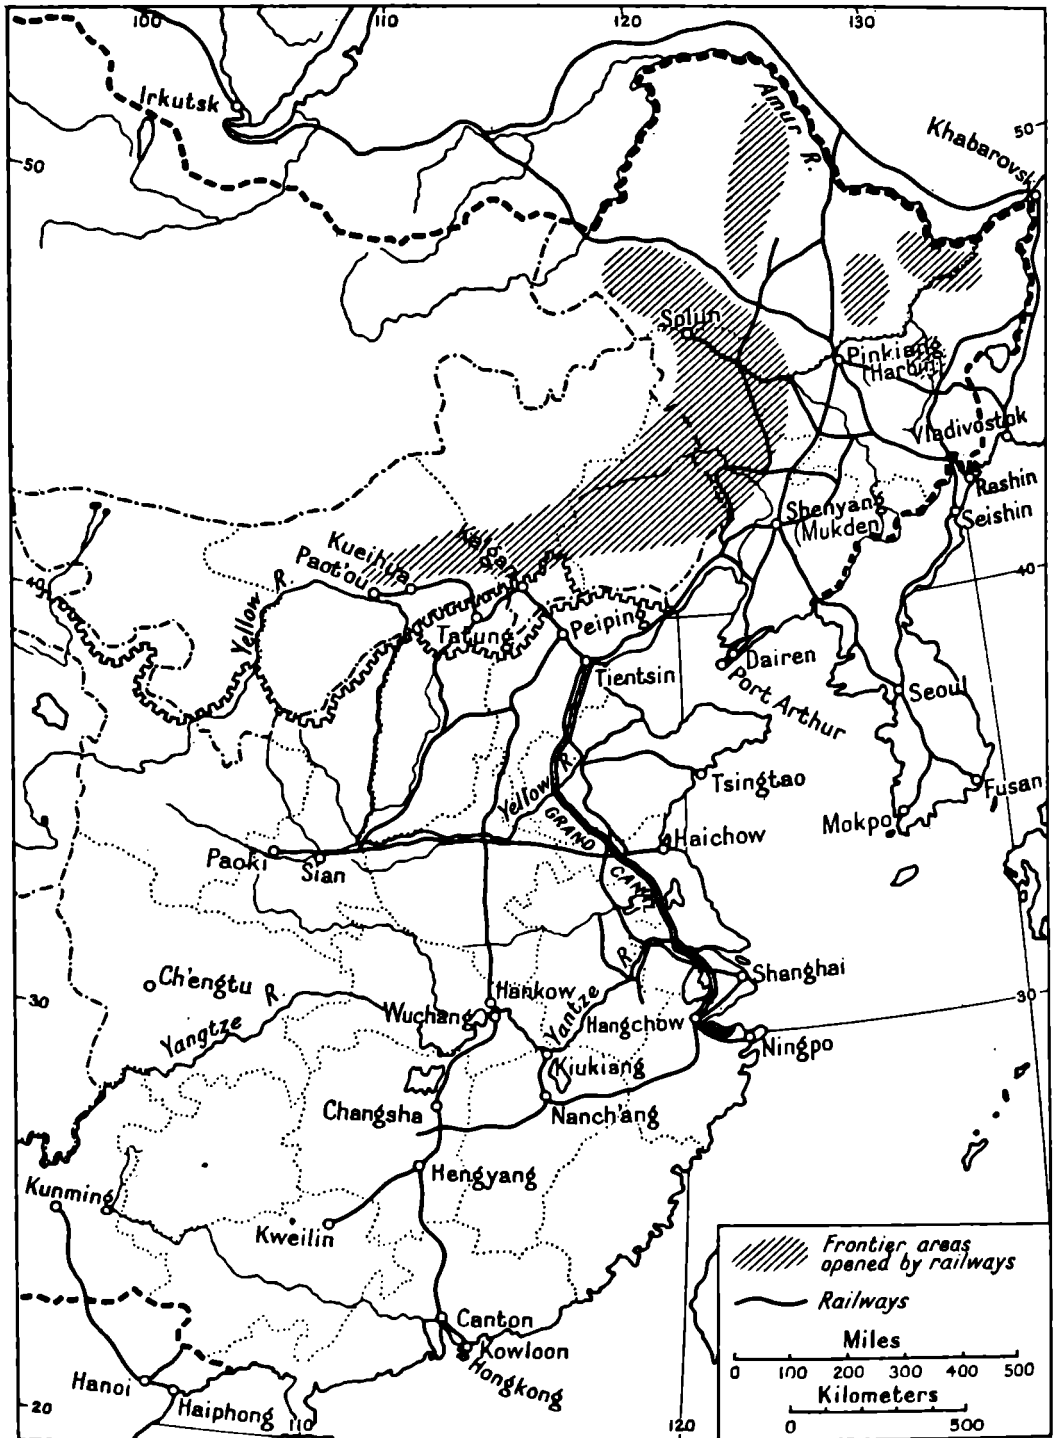 100
110
120
130
Irkutsk
Amur R.
50
Khabarovsk
50
Solun
Pinkiang
(Harbin)
Vladivostok
Rashin
Seishin
Shenyang
(Mukden)
Kalgan
Kueihua
Paot'ou
40
Yellow R.
40
Tatung
Peiping
Tientsin
Dairen
Port Arthur
Seoul
Tsingtao
Fusan
Yellow R.
Mokpo
GRAND CANAL
Haichow
Paoki
Sian
Ch'engtu
Shanghai
30
Hankow
30
Wuchang
Yangtze R.
Yantze R.
Hangchow
Ningpo
Kiukiang
Changsha
Nanch'ang
Hengyang
Kunming
Kweilin
Frontier areas
opened by railways
Railways
Canton
Miles
Kowloon
Hongkong
0 100 200 300 400 500
Hanoi
Kilometers
Haiphong
20
110
120
0 500